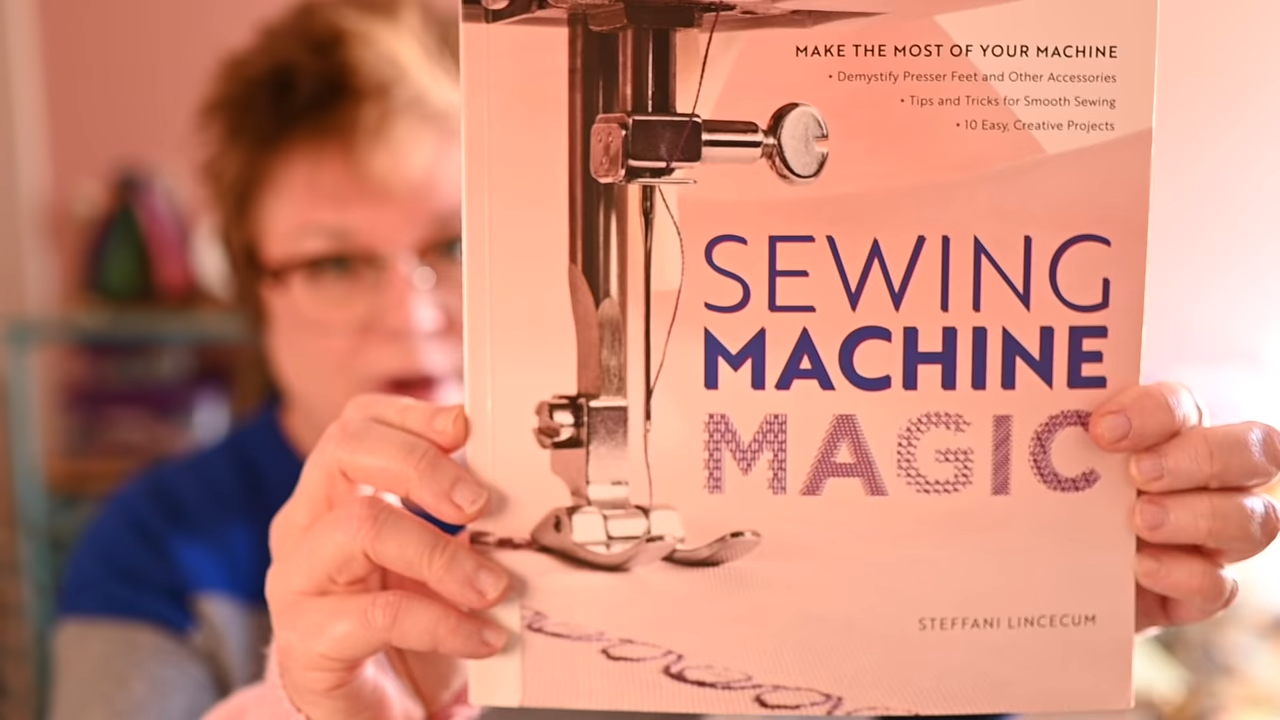 MAKE THE MOST OF YOUR MACHINE
• Demystify Presser Feet and Other Accessories
• Tips and Tricks for Smooth Sewing
• 10 Easy, Creative Projects
SEWING
MACHINE
MAGIC
STEFFANI LINCECUM